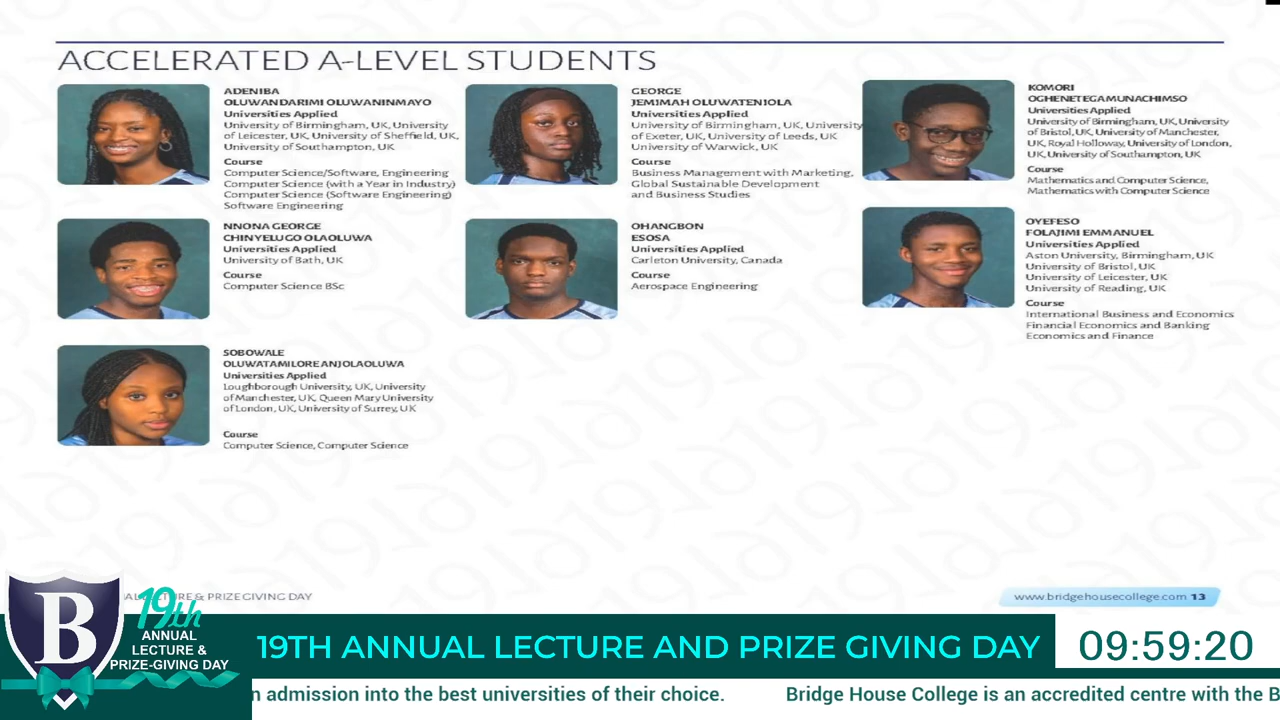 ACCELERATED A-LEVEL STUDENTS
ADENIBA
OLUWANDARIMI OLUWANINMAYO
Universities Applied
University of Birmingham, UK, University
of Leicester, UK, University of Sheffield, UK,
University of Southampton, UK
Course
Computer Science/Software, Engineering
Computer Science (with a Year in Industry)
Computer Science (Software Engineering)
Software Engineering
GEORGE
JEMIMAH OLUWATENIOLA
Universities Applied
University of Birmingham, UK, University
of Exeter, UK, University of Leeds, UK
University of Warwick, UK
Course
Business Management with Marketing,
Global Sustainable Development
and Business Studies
KOMORI
OGHENETEGAMUNACHIMSO
Universities Applied
University of Birmingham, UK, University
of Bristol, UK, University of Manchester,
UK, Royal Holloway, University of London,
UK, University of Southampton, UK
Course
Mathematics and Computer Science,
Mathematics with Computer Science
NNONA GEORGE
CHINYELUGO OLAOLUWA
Universities Applied
University of Bath, UK
Course
Computer Science BSc
OHANGBON
ESOSA
Universities Applied
Carleton University, Canada
Course
Aerospace Engineering
OYEFESO
FOLAJIMI EMMANUEL
Universities Applied
Aston University, Birmingham, UK
University of Bristol, UK
University of Leicester, UK
University of Reading, UK
Course
International Business and Economics
Financial Economics and Banking
Economics and Finance
SOBOWALE
OLUWATAMILORE ANJOLAOLUWA
Universities Applied
Loughborough University, UK, University
of Manchester, UK, Queen Mary University
of London, UK, University of Surrey, UK
Course
Computer Science, Computer Science
& PRIZE GIVING DAY
www.bridgehousecollege.com 13
B
19th
ANNUAL
LECTURE &
PRIZE-GIVING DAY
19TH ANNUAL LECTURE AND PRIZE GIVING DAY
09:59:20
n admission into the best universities of their choice. Bridge House College is an accredited centre with the B